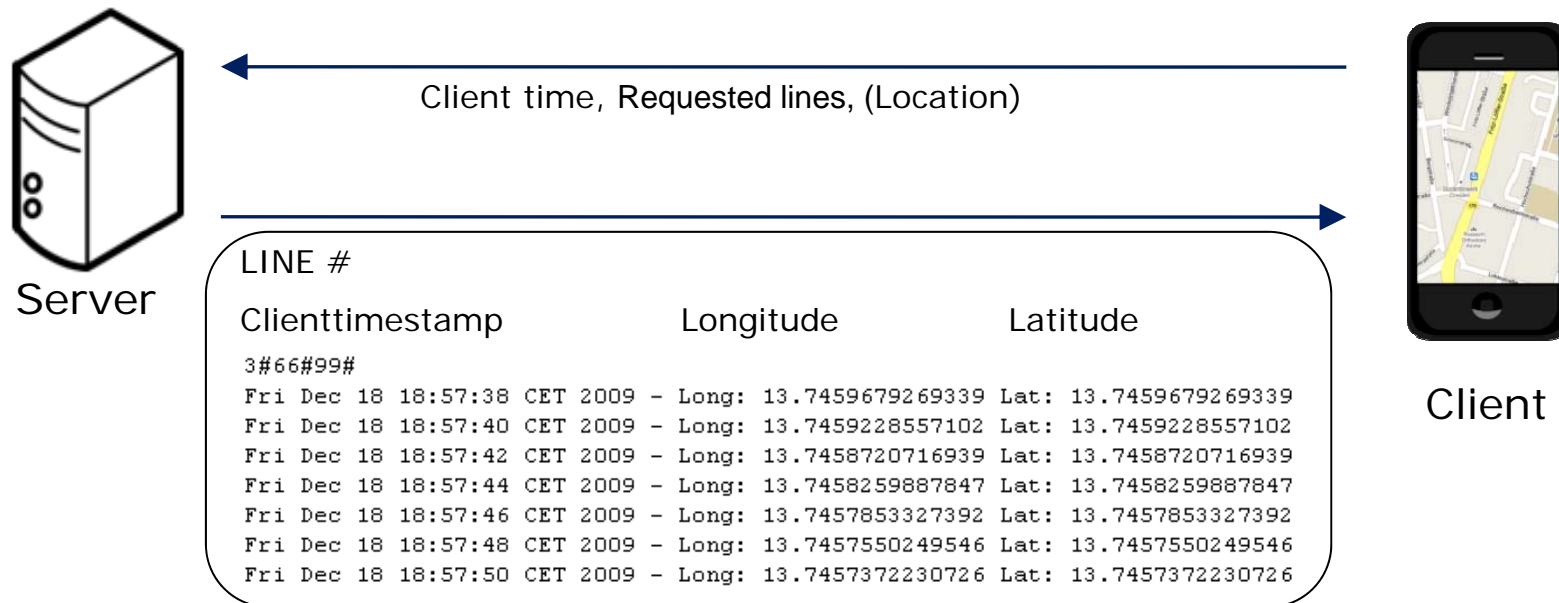 Client time, Requested lines, (Location)
Server
LINE #
Clienttimestamp Longitude Latitude
3#66#99#
Fri Dec 18 18:57:38 CET 2009 – Long: 13.7459679269339 Lat: 13.7459679269339
Fri Dec 18 18:57:40 CET 2009 – Long: 13.7459228557102 Lat: 13.7459228557102
Fri Dec 18 18:57:42 CET 2009 – Long: 13.7458720716939 Lat: 13.7458720716939
Fri Dec 18 18:57:44 CET 2009 – Long: 13.7458259887847 Lat: 13.7458259887847
Fri Dec 18 18:57:46 CET 2009 – Long: 13.7457853327392 Lat: 13.7457853327392
Fri Dec 18 18:57:48 CET 2009 – Long: 13.7457550249546 Lat: 13.7457550249546
Fri Dec 18 18:57:50 CET 2009 – Long: 13.7457372230726 Lat: 13.7457372230726
Client